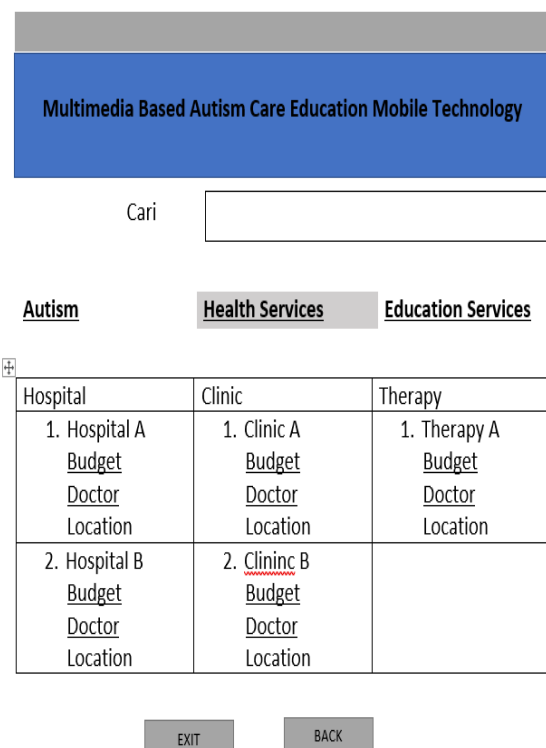 Multimedia Based Autism Care Education Mobile Technology
Cari
Autism Health Services Education Services
Hospital Clinic Therapy
1. Hospital A 1. Clinic A 1. Therapy A
Budget Budget Budget
Doctor Doctor Doctor
Location Location Location
2. Hospital B 2. Clininc B
Budget Budget
Doctor Doctor
Location Location
EXIT BACK